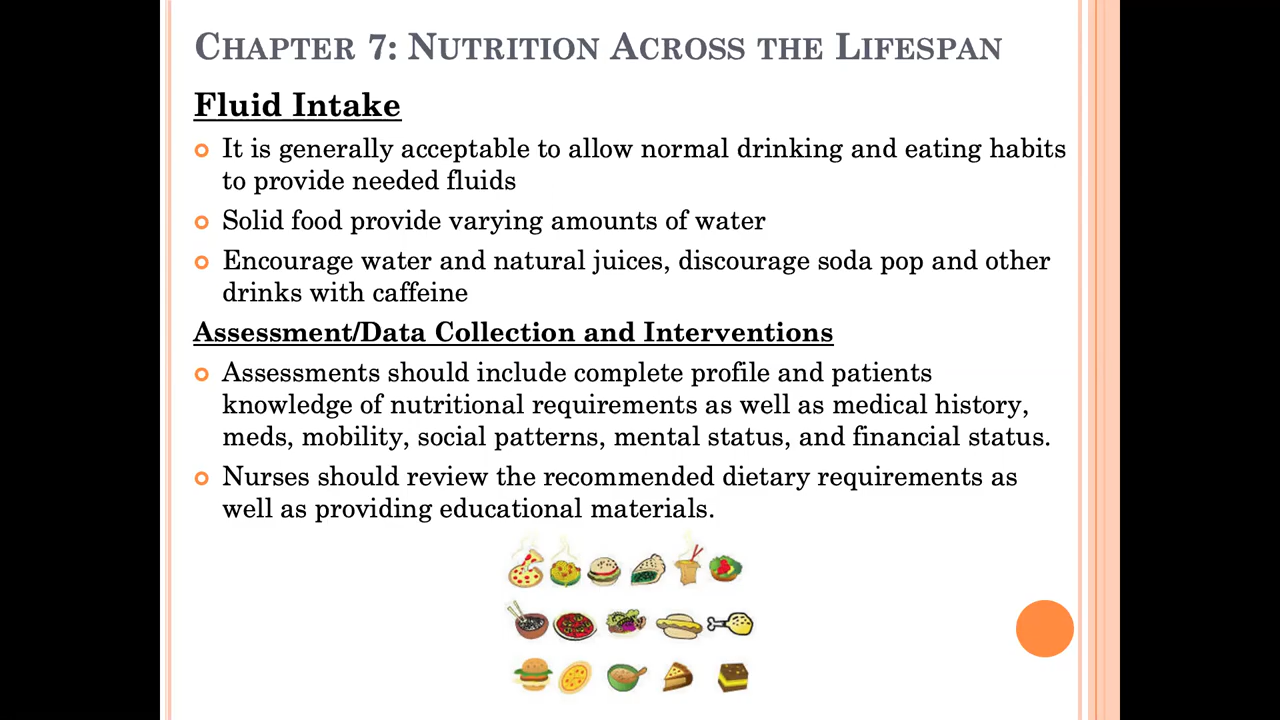 Chapter 7: Nutrition Across the Lifespan
Fluid Intake
It is generally acceptable to allow normal drinking and eating habits
to provide needed fluids
Solid food provide varying amounts of water
Encourage water and natural juices, discourage soda pop and other
drinks with caffeine
Assessment/Data Collection and Interventions
Assessments should include complete profile and patients
knowledge of nutritional requirements as well as medical history,
meds, mobility, social patterns, mental status, and financial status.
Nurses should review the recommended dietary requirements as
well as providing educational materials.